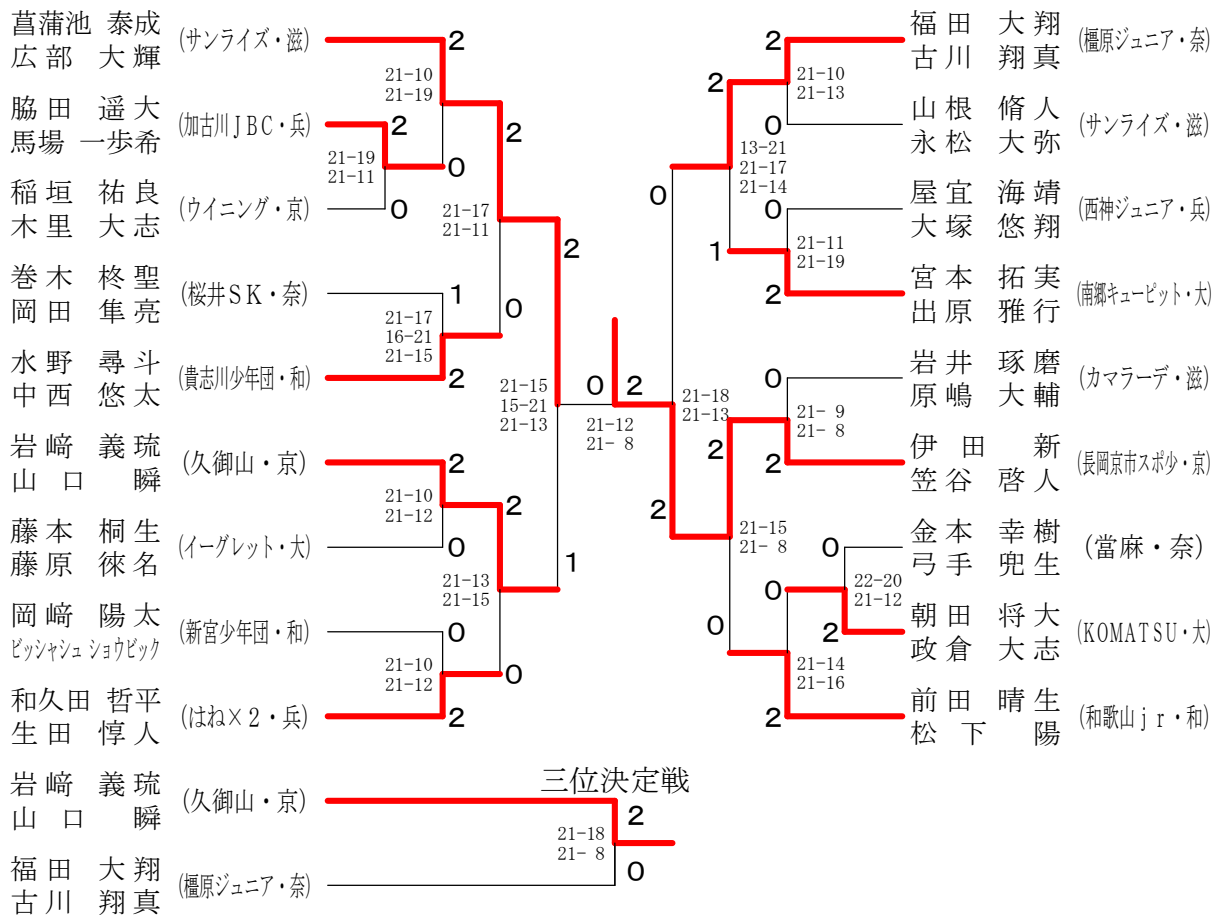 菖蒲池 泰成
広部 大輝
(サンライズ・滋)
2
21-10
21-19
脇田 遥大
馬場 一歩希
(加古川JBC・兵)
2
21-19
21-11
0
2
稲垣 祐良
木里 大志
(ウイニング・京)
0
21-17
21-11
2
巻木 柊聖
岡田 隼亮
(桜井SK・奈)
1
21-17
16-21
21-15
0
水野 尋斗
中西 悠太
(貴志川少年団・和)
2
21-15
15-21
21-13
0
2
21-12
21- 8
岩﨑 義琉
山口 瞬
(久御山・京)
2
21-10
21-12
2
藤本 桐生
藤原 徠名
(イーグレット・大)
0
21-13
21-15
1
岡﨑 陽太
ビッシャシュ ショウビック
(新宮少年団・和)
0
21-10
21-12
0
和久田 哲平
生田 惇人
(はね×2・兵)
2
福田 大翔
古川 翔真
(橿原ジュニア・奈)
2
21-10
21-13
2
山根 脩人
永松 大弥
(サンライズ・滋)
0
13-21
21-17
21-14
0
屋宜 海靖
大塚 悠翔
(西神ジュニア・兵)
0
21-11
21-19
1
宮本 拓実
出原 雅行
(南郷キューピット・大)
2
岩井 琢磨
原嶋 大輔
(カマラーデ・滋)
0
21-18
21-13
21- 9
21- 8
2
伊田 新
笠谷 啓人
(長岡京市スポ少・京)
2
2
21-15
21- 8
金本 幸樹
弓手 兜生
(當麻・奈)
0
22-20
21-12
0
朝田 将大
政倉 大志
(KOMATSU・大)
2
0
21-14
21-16
前田 晴生
松下 陽
(和歌山jr・和)
2
三位決定戦
岩﨑 義琉
山口 瞬
(久御山・京)
2
21-18
21- 8
福田 大翔
古川 翔真
(橿原ジュニア・奈)
0